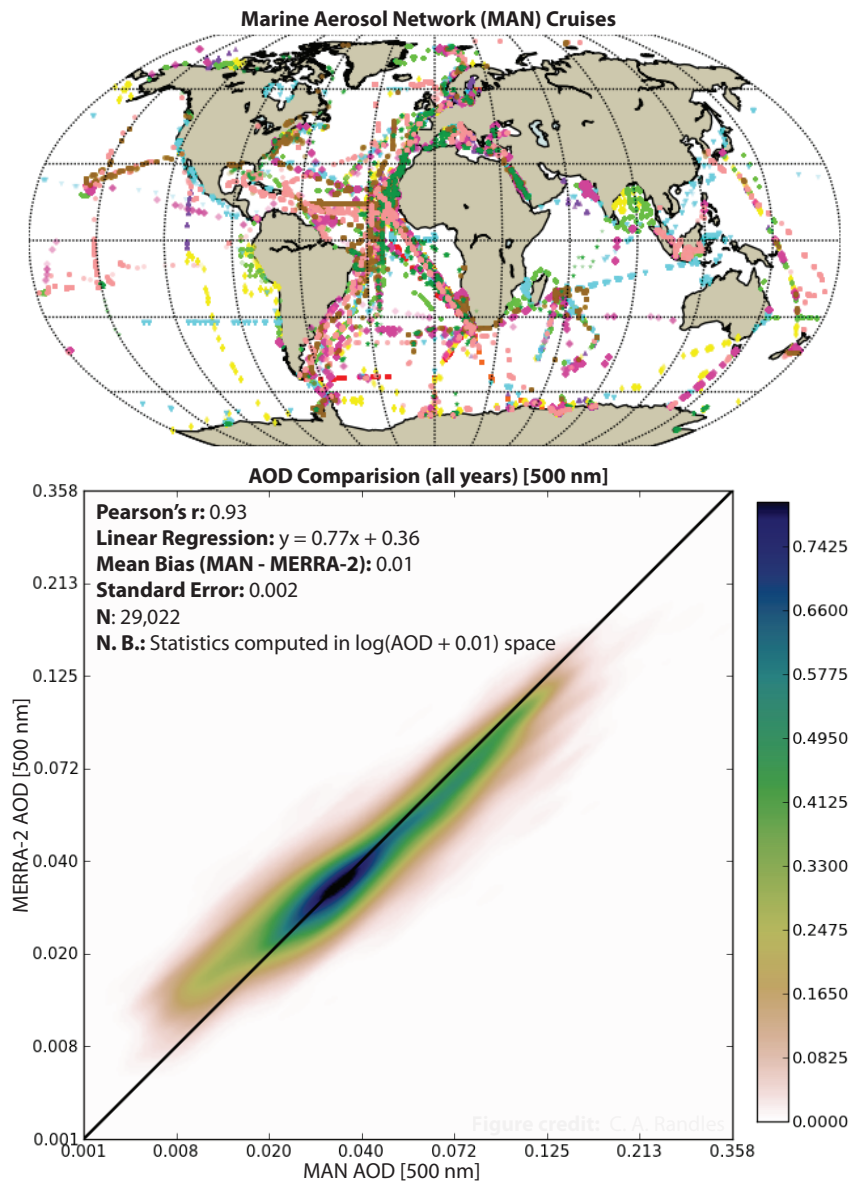 Marine Aerosol Network (MAN) Cruises
AOD Comparision (all years) [500 nm]
Pearson's r: 0.93
Linear Regression: y = 0.77x + 0.36
Mean Bias (MAN - MERRA-2): 0.01
Standard Error: 0.002
N: 29,022
N. B.: Statistics computed in log(AOD + 0.01) space
0.358
0.213
0.125
0.072
0.040
0.020
0.008
0.001
MERRA-2 AOD [500 nm]
0.001 0.008 0.020 0.040 0.072 0.125 0.213 0.358
MAN AOD [500 nm]
Figure credit: C. A. Randles
0.7425
0.6600
0.5775
0.4950
0.4125
0.3300
0.2475
0.1650
0.0825
0.0000